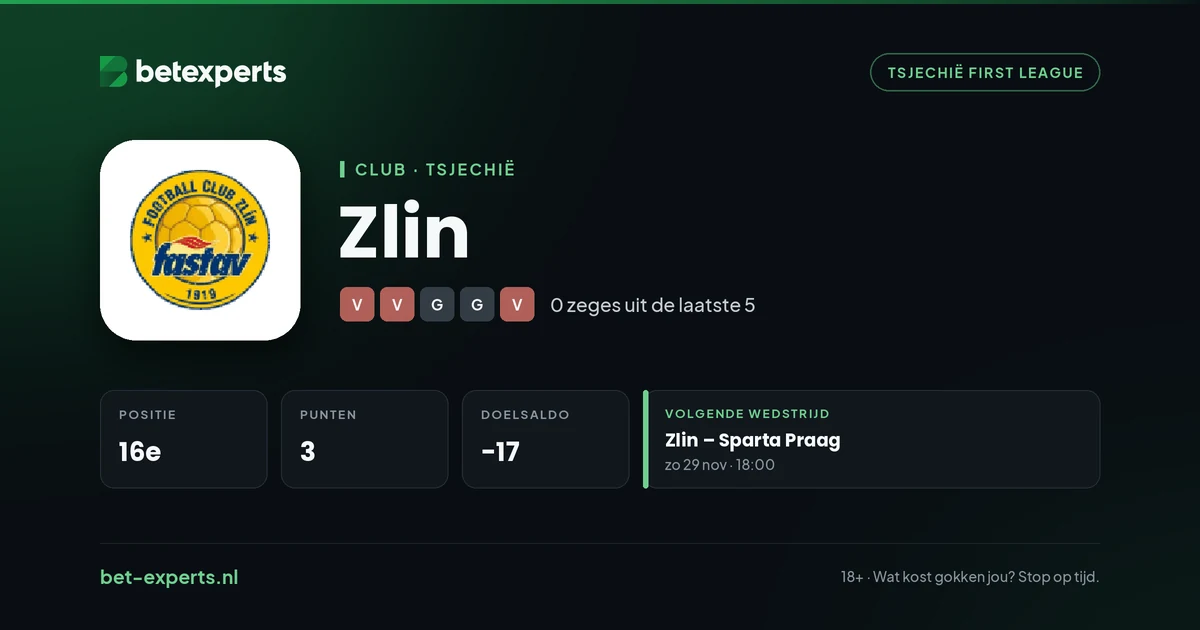 betexperts
TSJECHIË FIRST LEAGUE
FOOTBALL CLUB ZLÍN
fastav
1919
CLUB · TSJECHIË
Zlin
V V G G V 0 zeges uit de laatste 5
POSITIE
16e
PUNTEN
3
DOELSALDO
-17
VOLGENDE WEDSTRIJD
Zlin – Sparta Praag
zo 29 nov · 18:00
bet-experts.nl
18+ · Wat kost gokken jou? Stop op tijd.